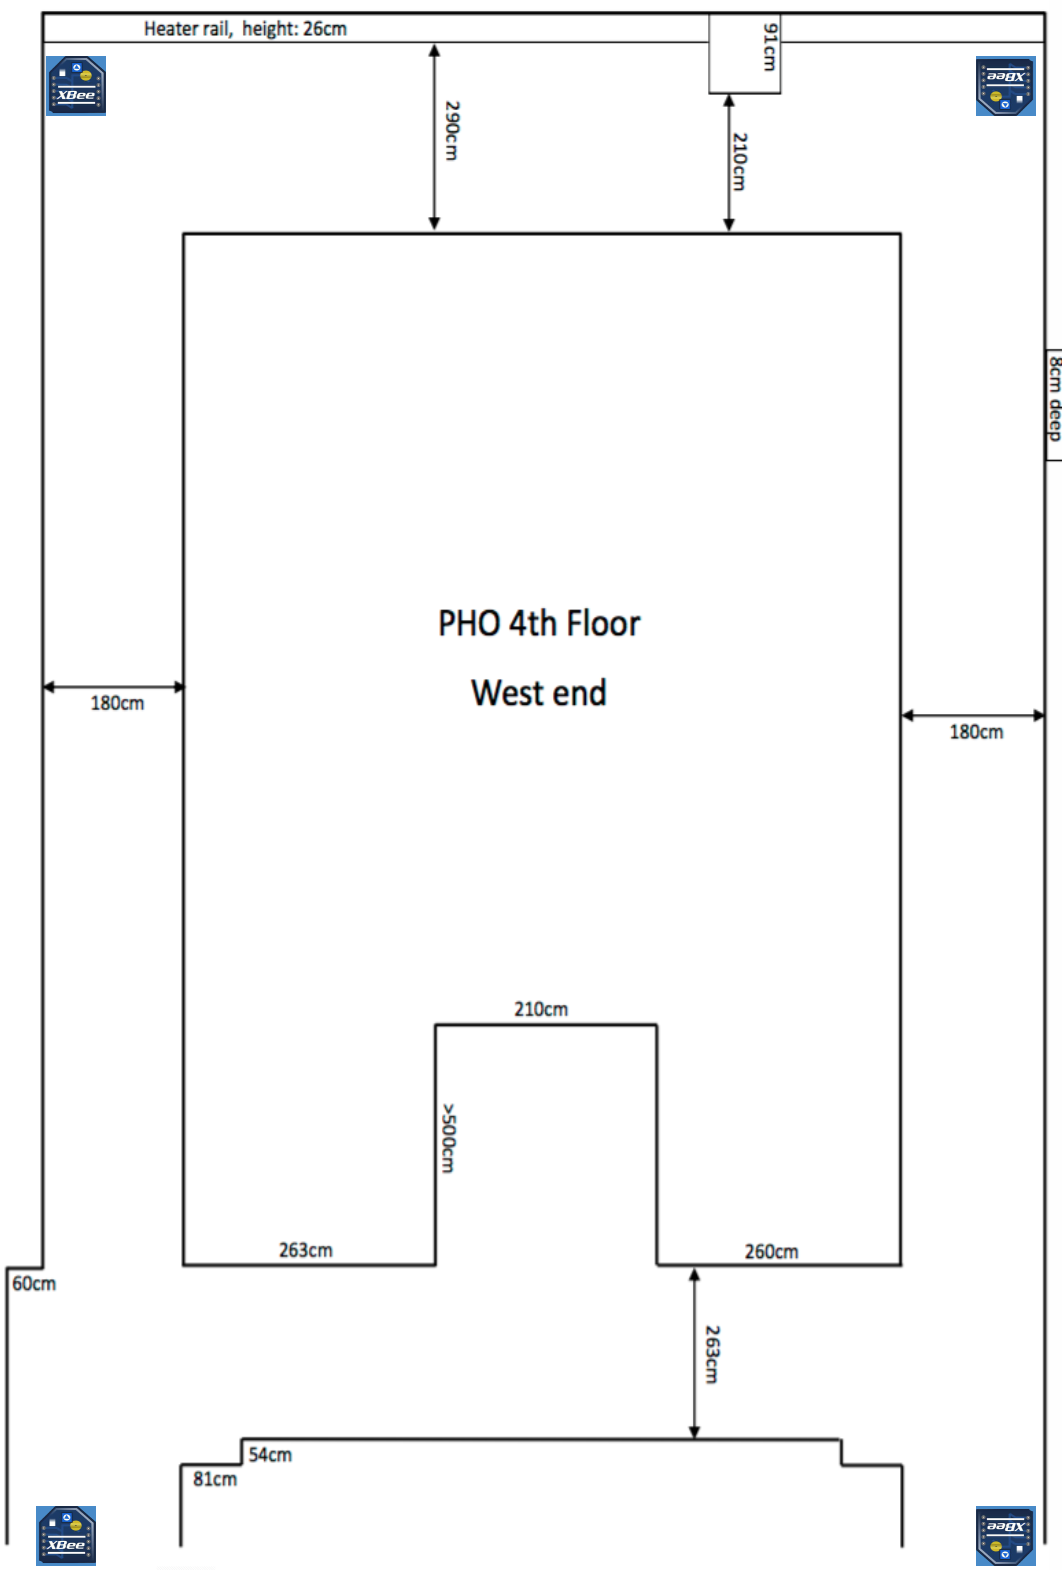 Heater rail, height: 26cm
91cm
XBee
XBee
290cm
210cm
8cm deep
PHO 4th Floor
West end
180cm
180cm
210cm
>500cm
263cm
260cm
60cm
263cm
54cm
81cm
XBee
XBee